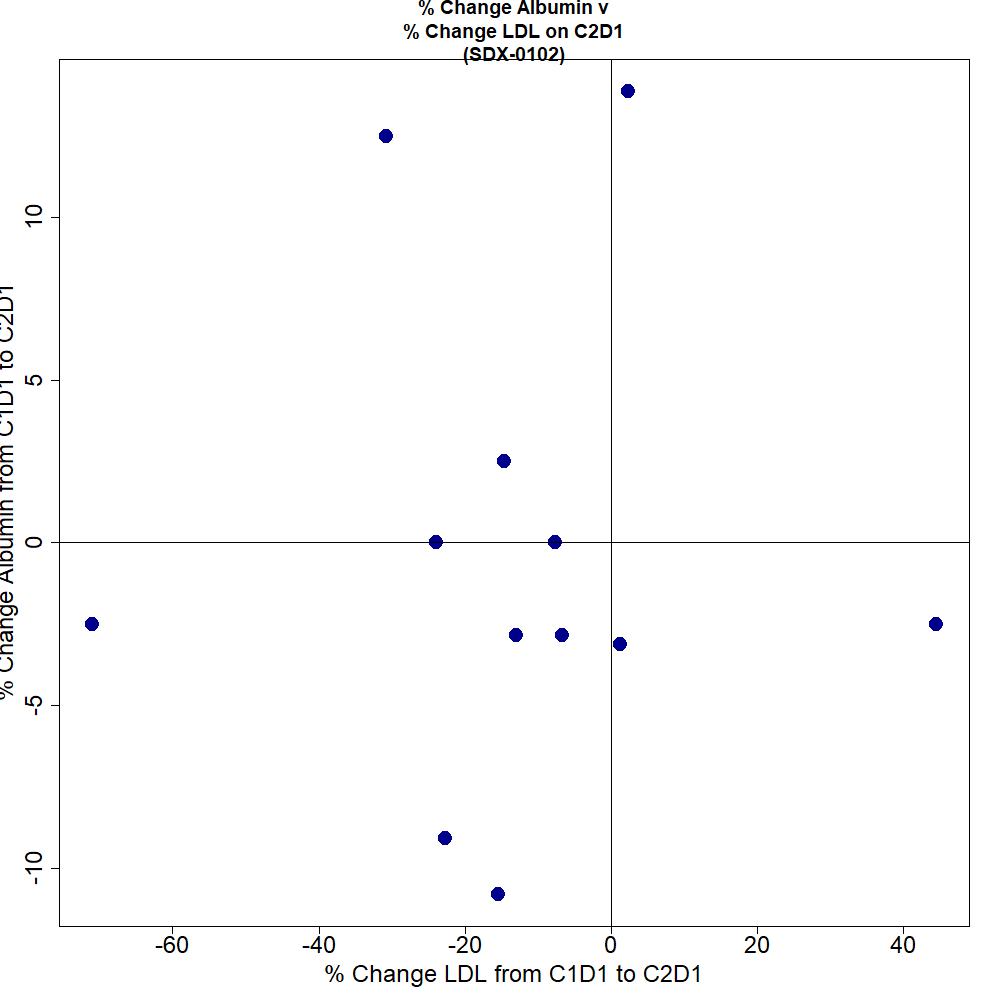 % Change Albumin v
% Change LDL on C2D1
(SDX-0102)
% Change Albumin from C1D1 to C2D1
10
5
0
-5
-10
-60 -40 -20 0 20 40
% Change LDL from C1D1 to C2D1